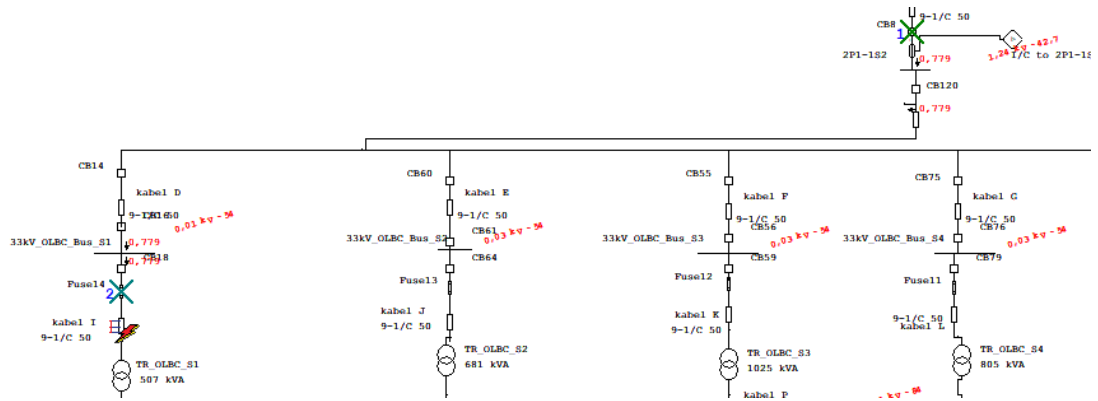 9-1/C 50
CB8
1
2P1-1S2
0,779
1,24 kv -42,7
I/C to 2P1-1S
CB120
0,779
CB14
CB60
CB55
CB75
kabel D
kabel E
kabel F
kabel G
9-1/C 50
CB16
0,01 kv -54
9-1/C 50
CB61
0,03 kv -54
9-1/C 50
CB56
0,03 kv -54
9-1/C 50
CB76
0,03 kv -54
33kV_OLBC_Bus_S1
0,779
33kV_OLBC_Bus_S2
33kV_OLBC_Bus_S3
33kV_OLBC_Bus_S4
0,779
CB18
CB64
CB59
CB79
Fuse14
2
Fuse13
Fuse12
Fuse11
kabel I
9-1/C 50
kabel J
9-1/C 50
kabel K
9-1/C 50
9-1/C 50
kabel L
TR_OLBC_S1
507 kVA
TR_OLBC_S2
681 kVA
TR_OLBC_S3
1025 kVA
TR_OLBC_S4
805 kVA
kabel P